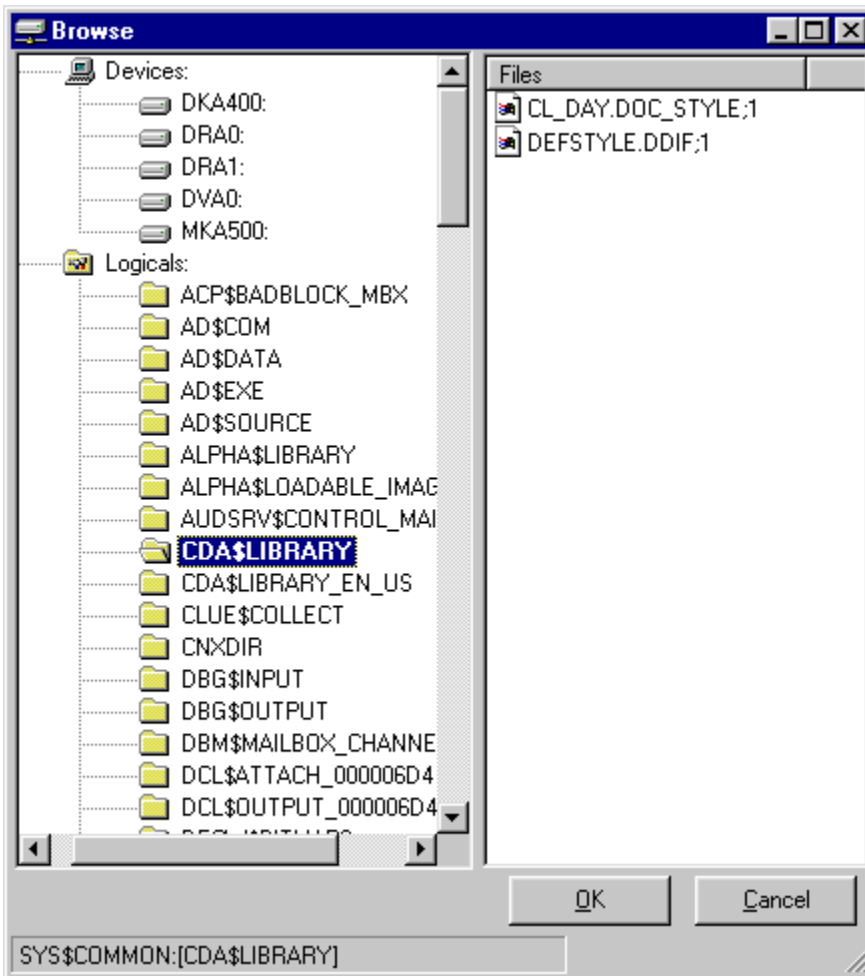 Browse
Devices:
DKA400:
DRA0:
DRA1:
DVA0:
MKA500:
Logicals:
ACP$BADBLOCK_MBX
AD$COM
AD$DATA
AD$EXE
AD$SOURCE
ALPHA$LIBRARY
ALPHA$LOADABLE_IMAG
AUDSRV$CONTROL_MAI
CDA$LIBRARY
CDA$LIBRARY_EN_US
CLUE$COLLECT
CNXDIR
DBG$INPUT
DBG$OUTPUT
DBM$MAILBOX_CHANNE
DCL$ATTACH_000006D4
DCL$OUTPUT_000006D4
Files
CL_DAY.DOC_STYLE;1
DEFSTYLE.DDIF;1
OK
Cancel
SYS$COMMON:[CDA$LIBRARY]